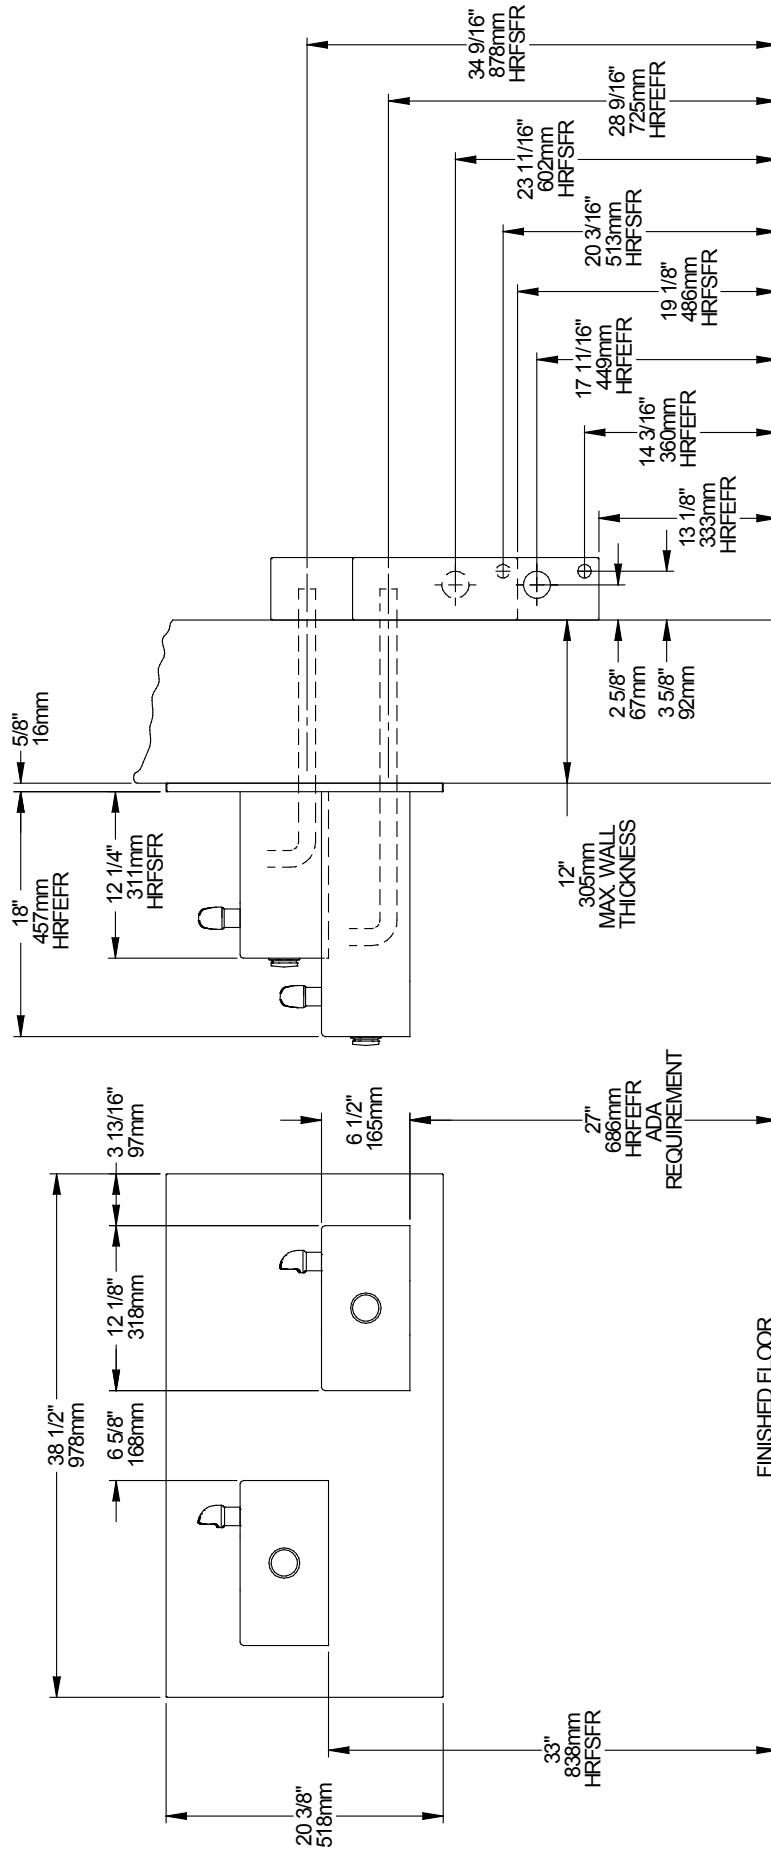 38 1/2"
978mm
6 5/8"
168mm
12 1/8"
318mm
3 13/16"
97mm
20 3/8"
518mm
33"
838mm
HRFSFR
6 1/2"
165mm
27"
686mm
HRFEFR
ADA
REQUIREMENT
FINISHED FLOOR
18"
457mm
HRFEFR
12 1/4"
311mm
HRFSFR
5/8"
16mm
12"
305mm
MAX. WALL
THICKNESS
2 5/8"
67mm
3 5/8"
92mm
13 1/8"
333mm
HRFEFR
14 3/16"
360mm
HRFEFR
17 11/16"
449mm
HRFEFR
19 1/8"
486mm
HRFSFR
20 3/16"
513mm
HRFSFR
23 11/16"
602mm
HRFSFR
28 9/16"
725mm
HRFEFR
34 9/16"
878mm
HRFSFR